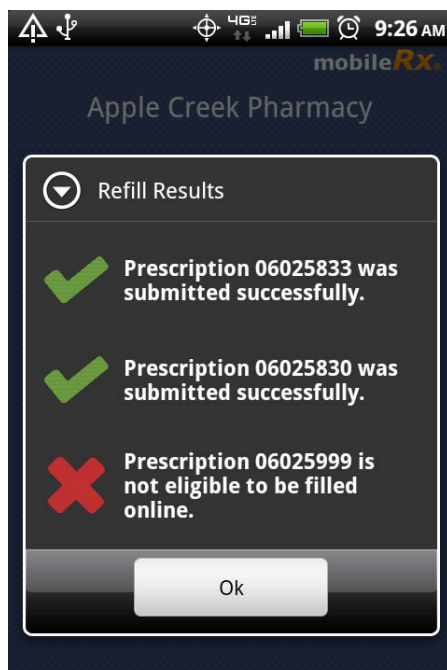 4G 9:26 AM
mobileRx
Apple Creek Pharmacy
Refill Results
Prescription 06025833 was
submitted successfully.
Prescription 06025830 was
submitted successfully.
Prescription 06025999 is
not eligible to be filled
online.
Ok